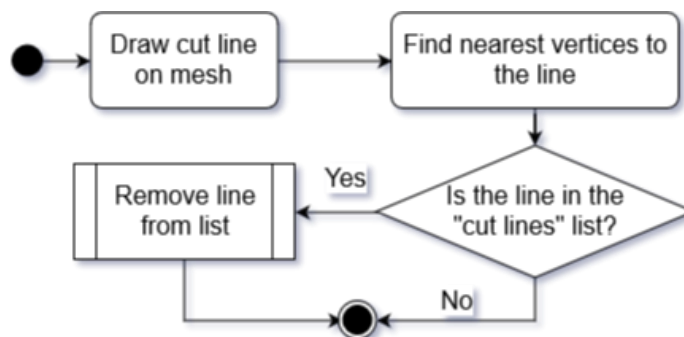 Draw cut line
on mesh
Find nearest vertices to
the line
Is the line in the
"cut lines" list?
Yes
Remove line
from list
No